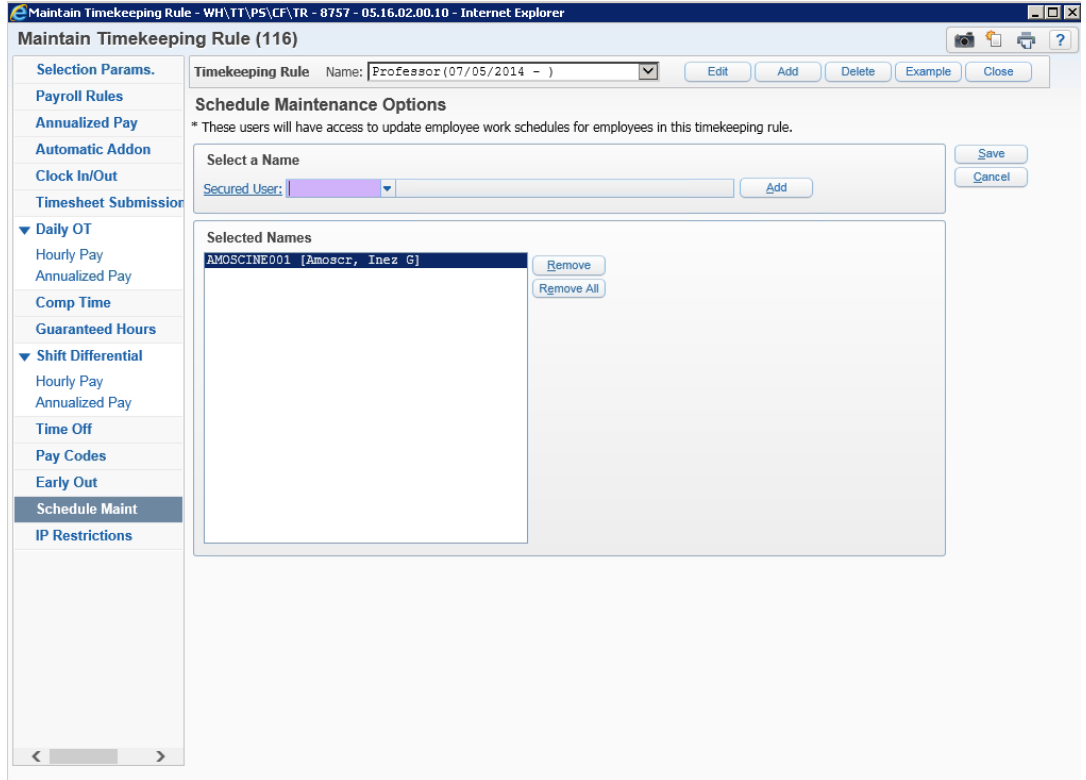 Maintain Timekeeping Rule - WH\TT\PS\CF\TR - 8757 - 05.16.02.00.10 - Internet Explorer
Maintain Timekeeping Rule (116)
?
Selection Params.
Payroll Rules
Annualized Pay
Automatic Addon
Clock In/Out
Timesheet Submission
Daily OT
Hourly Pay
Annualized Pay
Comp Time
Guaranteed Hours
Shift Differential
Hourly Pay
Annualized Pay
Time Off
Pay Codes
Early Out
Schedule Maint
IP Restrictions
Timekeeping Rule Name: Professor(07/05/2014 - ) Edit Add Delete Example Close
Schedule Maintenance Options
* These users will have access to update employee work schedules for employees in this timekeeping rule.
Select a Name
Secured User: Add
Save
Cancel
Selected Names
AMOSCINE001 [Amoscr, Inez G]
Remove
Remove All